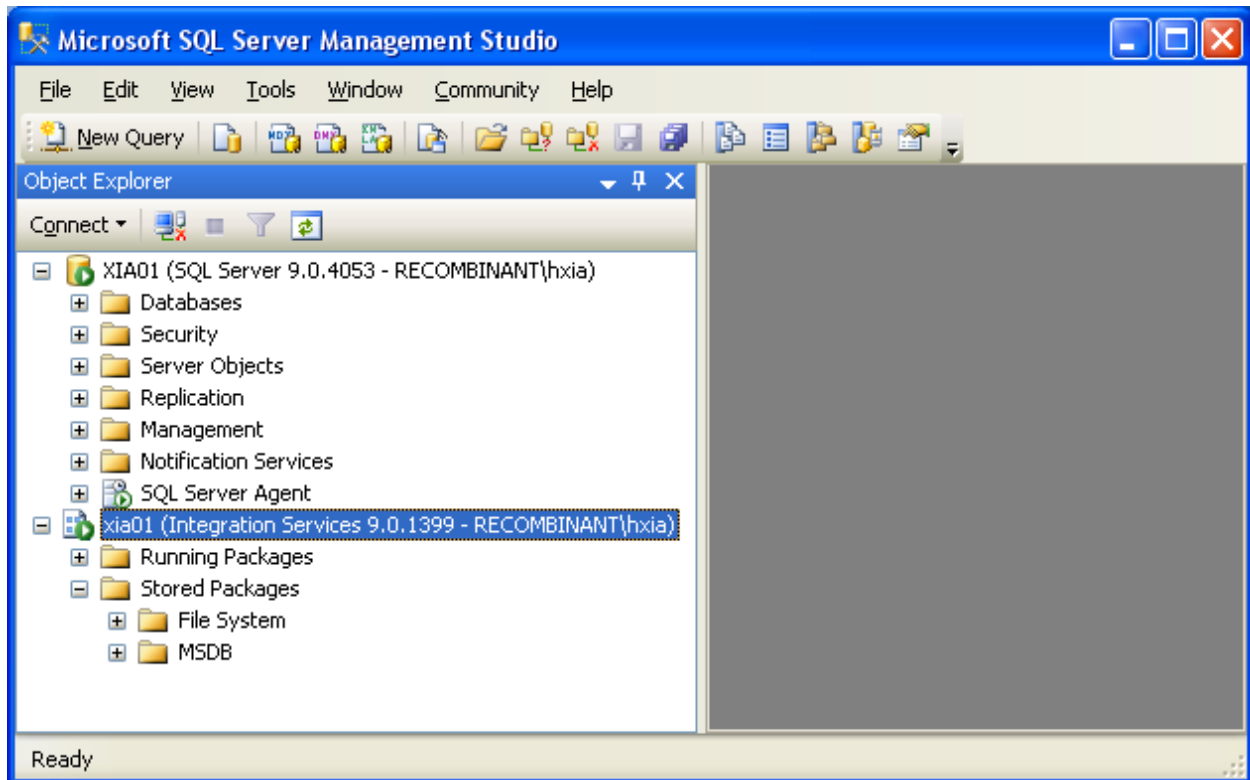 Microsoft SQL Server Management Studio
File Edit View Tools Window Community Help
New Query
Object Explorer
Connect
XIA01 (SQL Server 9.0.4053 - RECOMBINANT\hxia)
Databases
Security
Server Objects
Replication
Management
Notification Services
SQL Server Agent
xia01 (Integration Services 9.0.1399 - RECOMBINANT\hxia)
Running Packages
Stored Packages
File System
MSDB
Ready